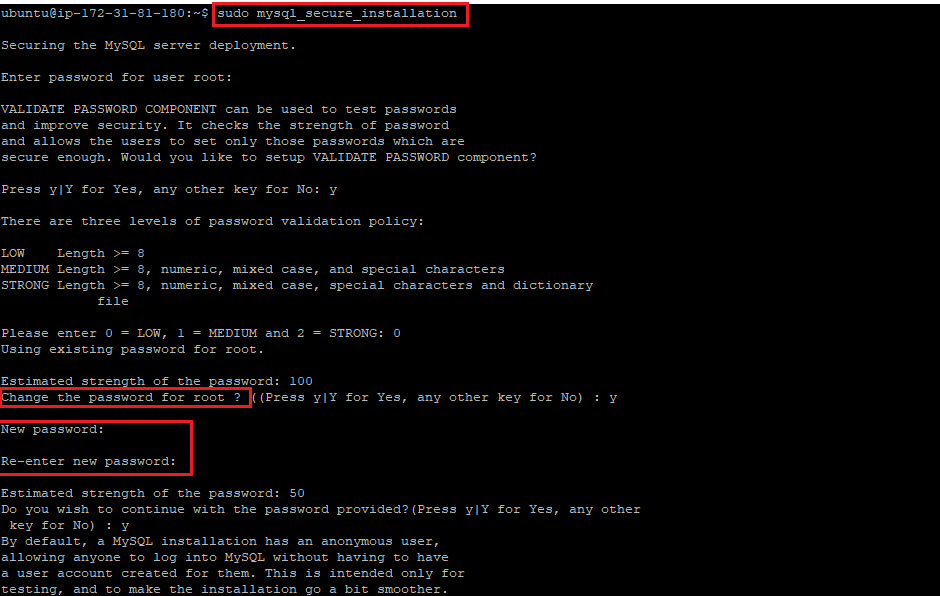 ubuntu@ip-172-31-81-180:~$ sudo mysql_secure_installation
Securing the MySQL server deployment.
Enter password for user root:
VALIDATE PASSWORD COMPONENT can be used to test passwords
and improve security. It checks the strength of password
and allows the users to set only those passwords which are
secure enough. Would you like to setup VALIDATE PASSWORD component?
Press y|Y for Yes, any other key for No: y
There are three levels of password validation policy:
LOW    Length >= 8
MEDIUM Length >= 8, numeric, mixed case, and special characters
STRONG Length >= 8, numeric, mixed case, special characters and dictionary
            file
Please enter 0 = LOW, 1 = MEDIUM and 2 = STRONG: 0
Using existing password for root.
Estimated strength of the password: 100
Change the password for root ? ((Press y|Y for Yes, any other key for No) : y
New password:
Re-enter new password:
Estimated strength of the password: 50
Do you wish to continue with the password provided?(Press y|Y for Yes, any other
 key for No) : y
By default, a MySQL installation has an anonymous user,
allowing anyone to log into MySQL without having to have
a user account created for them. This is intended only for
testing, and to make the installation go a bit smoother.